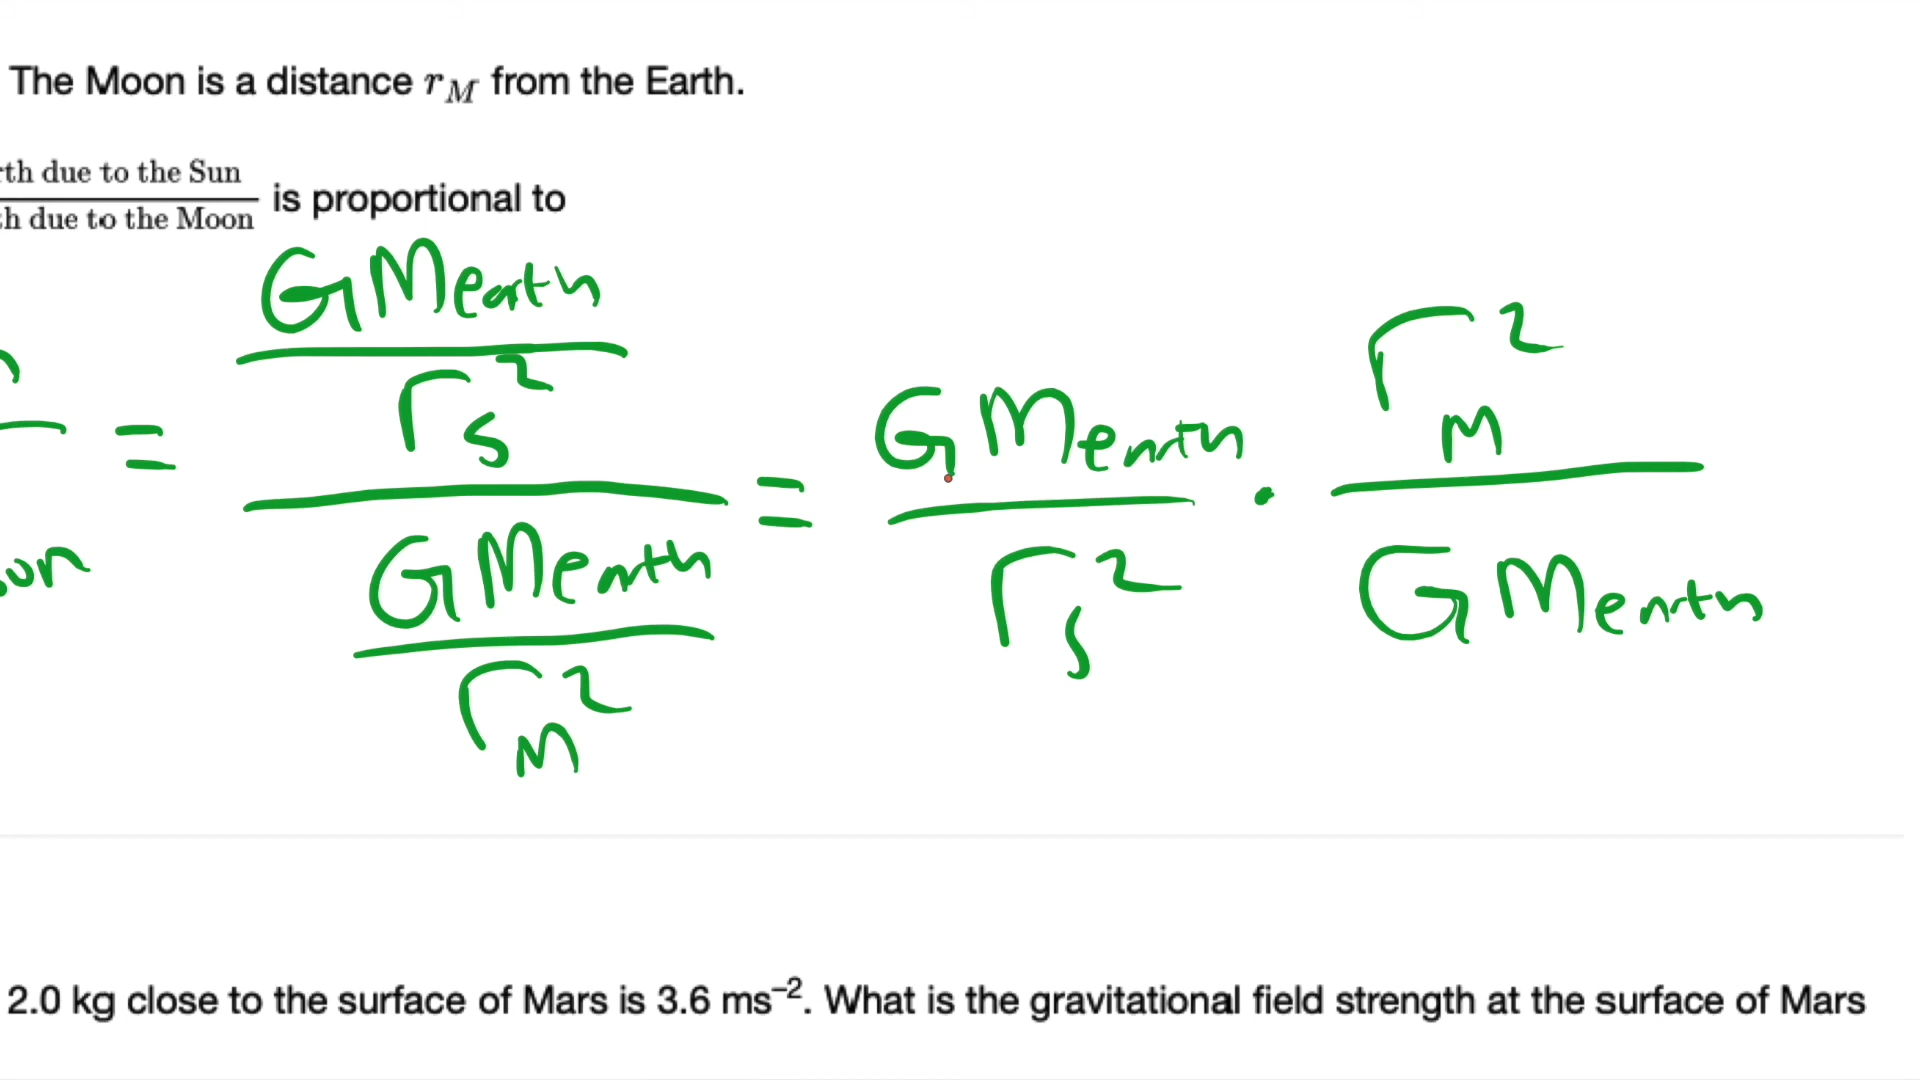 The Moon is a distance r_M from the Earth.
rth due to the Sun
h due to the Moon
is proportional to
GMearth
r_s^2
=
GMearth
r_M^2
=
GMearth
r_s^2
·
r_M^2
GMearth
on
2.0 kg close to the surface of Mars is 3.6 ms^−2. What is the gravitational field strength at the surface of Mars